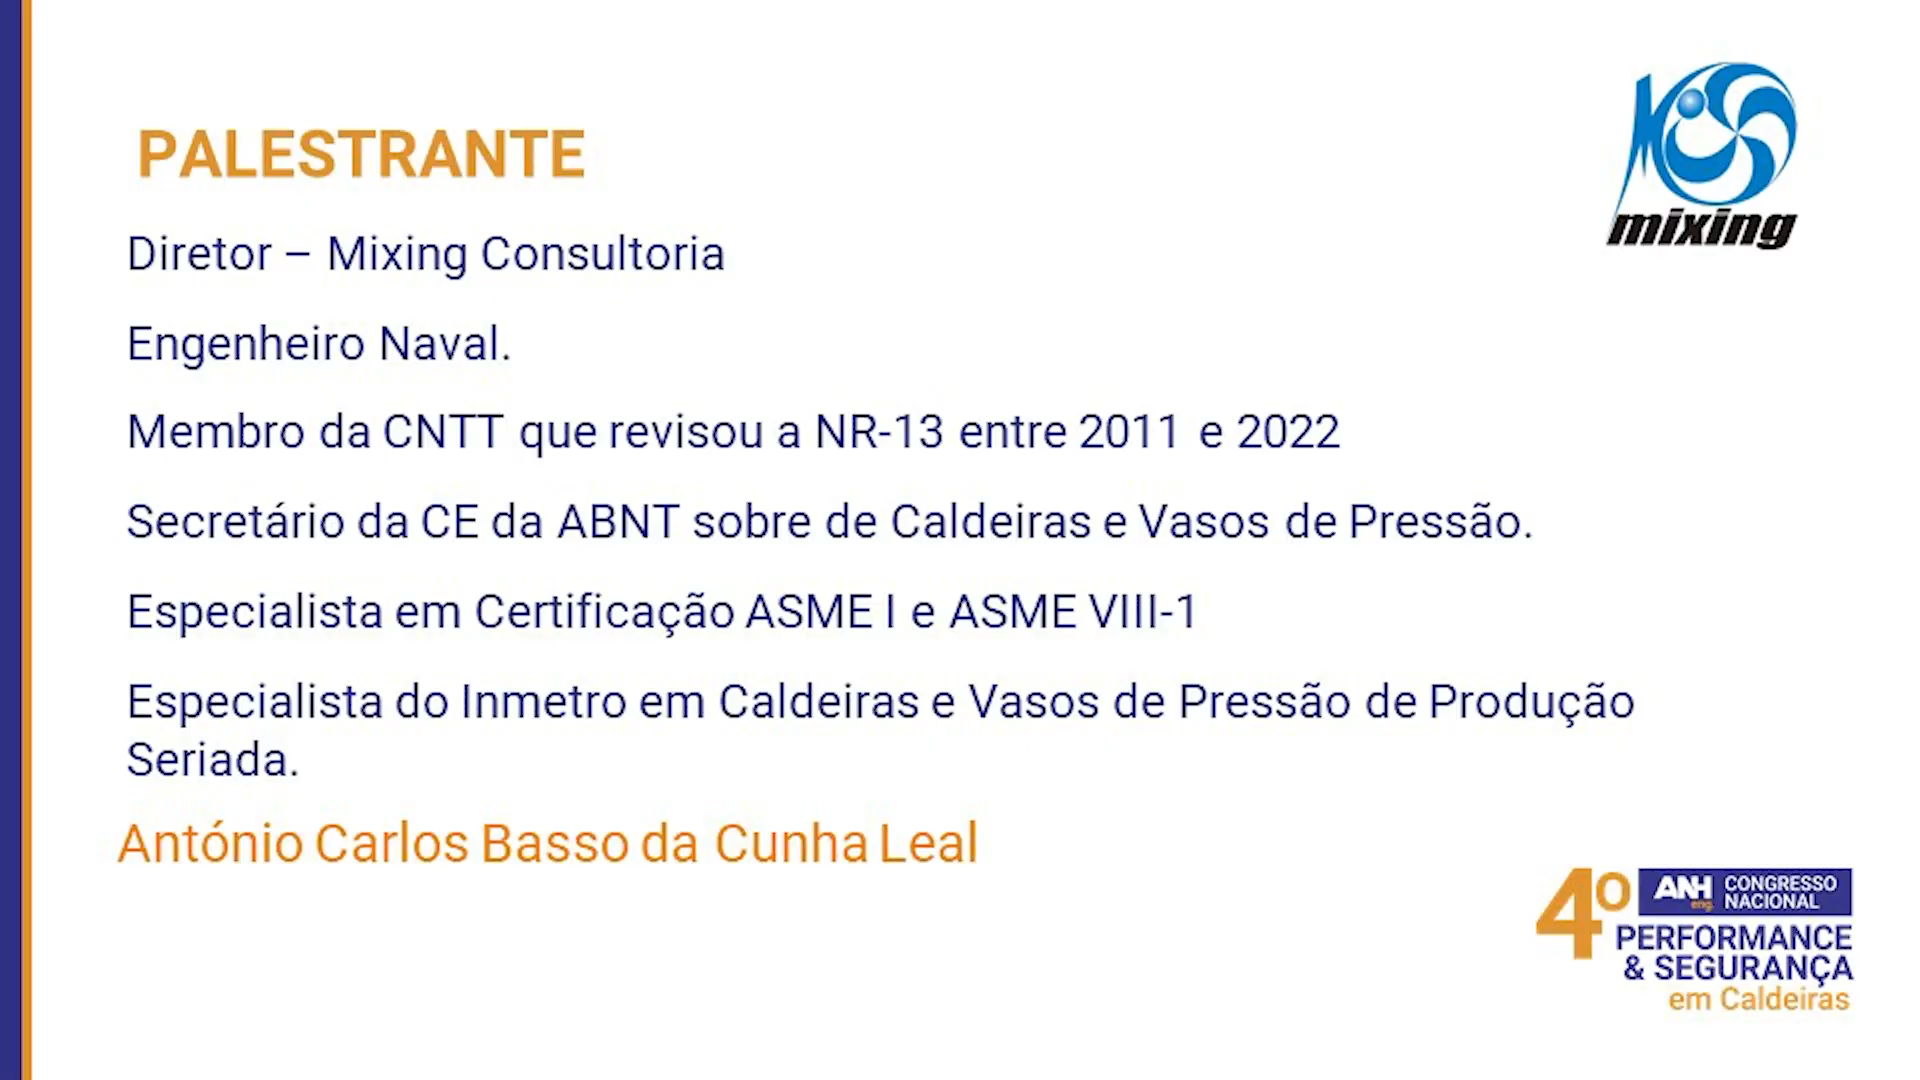 PALESTRANTE
mixing
Diretor – Mixing Consultoria
Engenheiro Naval.
Membro da CNTT que revisou a NR-13 entre 2011 e 2022
Secretário da CE da ABNT sobre de Caldeiras e Vasos de Pressão.
Especialista em Certificação ASME I e ASME VIII-1
Especialista do Inmetro em Caldeiras e Vasos de Pressão de Produção
Seriada.
António Carlos Basso da Cunha Leal
4º ANH eng. CONGRESSO
NACIONAL
PERFORMANCE
& SEGURANÇA
em Caldeiras